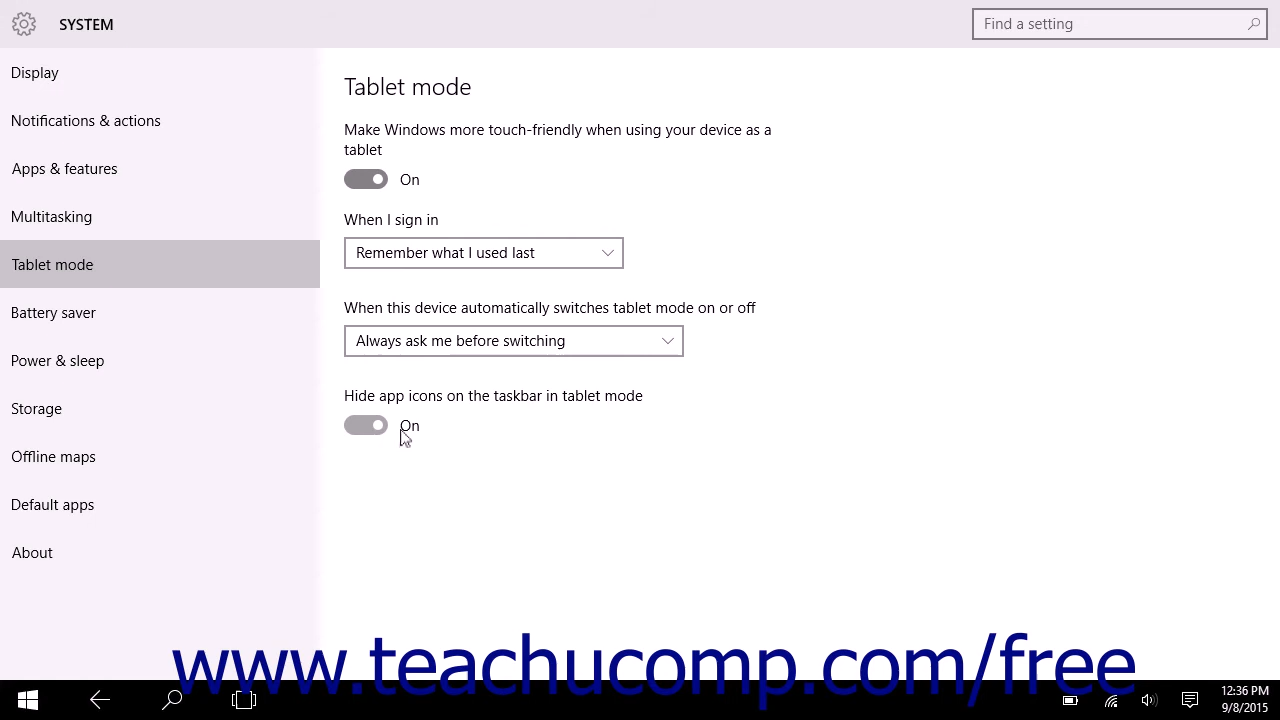 SYSTEM
Find a setting
Display
Notifications & actions
Apps & features
Multitasking
Tablet mode
Battery saver
Power & sleep
Storage
Offline maps
Default apps
About
Tablet mode
Make Windows more touch-friendly when using your device as a
tablet
On
When I sign in
Remember what I used last
When this device automatically switches tablet mode on or off
Always ask me before switching
Hide app icons on the taskbar in tablet mode
On
www.teachucomp.com/free
12:36 PM
9/8/2015